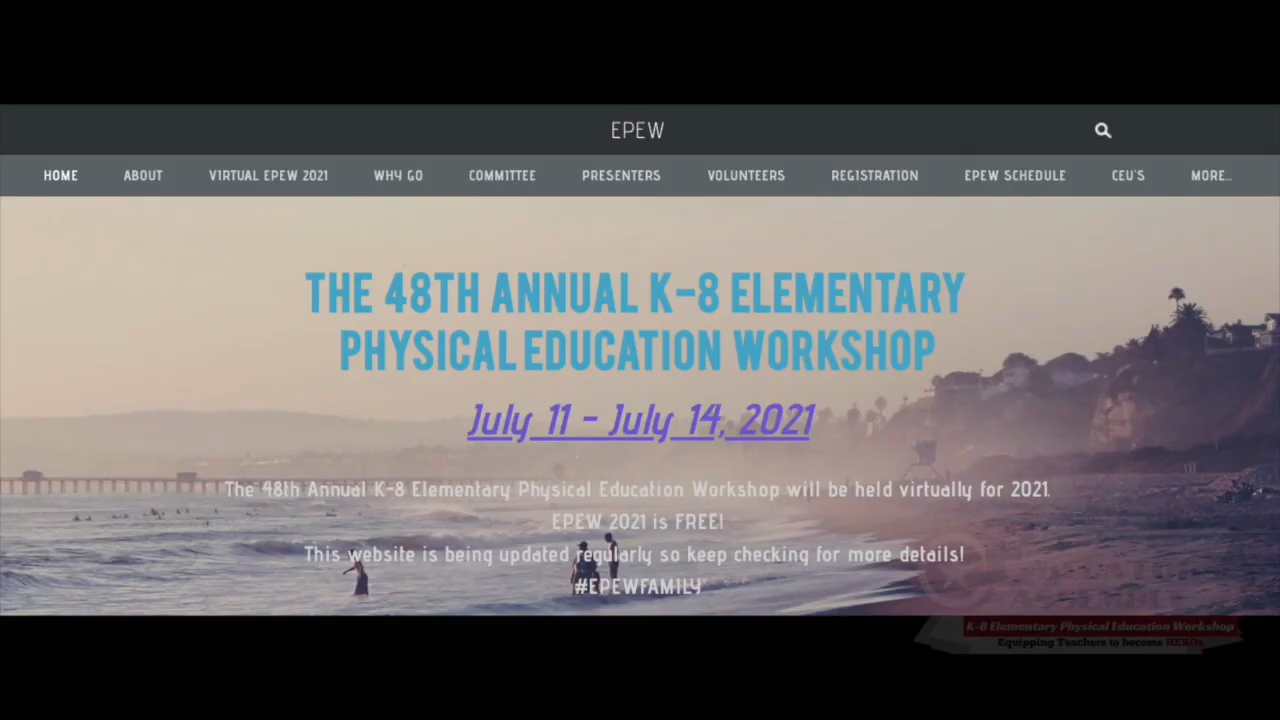 EPEW
HOME ABOUT VIRTUAL EPEW 2021 WHY GO COMMITTEE PRESENTERS VOLUNTEERS REGISTRATION EPEW SCHEDULE CEU'S MORE...
THE 48TH ANNUAL K-8 ELEMENTARY
PHYSICAL EDUCATION WORKSHOP
July 11 - July 14, 2021
The 48th Annual K-8 Elementary Physical Education Workshop will be held virtually for 2021.
EPEW 2021 is FREE!
This website is being updated regularly so keep checking for more details!
#EPEWFAMILY
K-8 Elementary Physical Education Workshop
Equipping Teachers to become HEROs